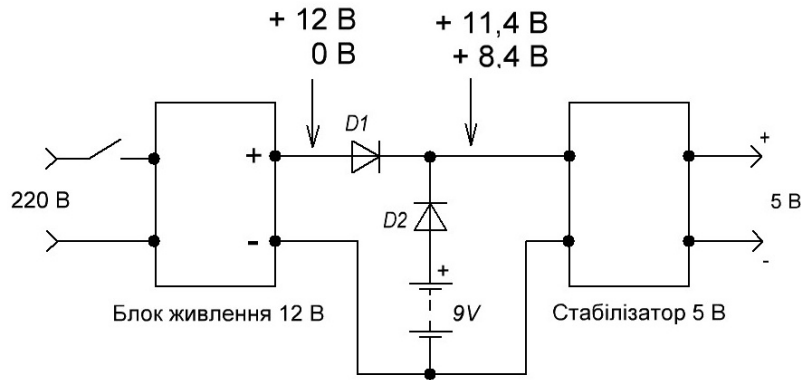 + 12 В
0 В
+ 11,4 В
+ 8,4 В
D1
+
-
220 В
D2
+
9V
+
5 В
-
Блок живлення 12 В
Стабілізатор 5 В